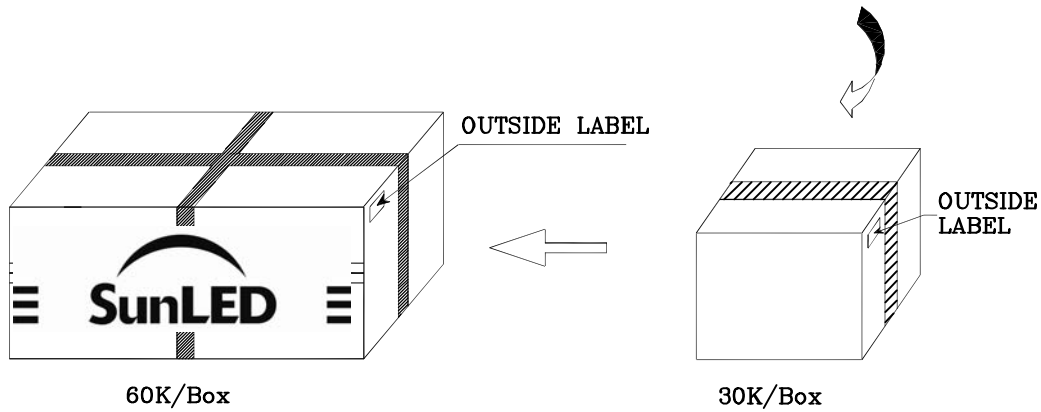 OUTSIDE LABEL
OUTSIDE
LABEL
SunLED
60K/Box
30K/Box